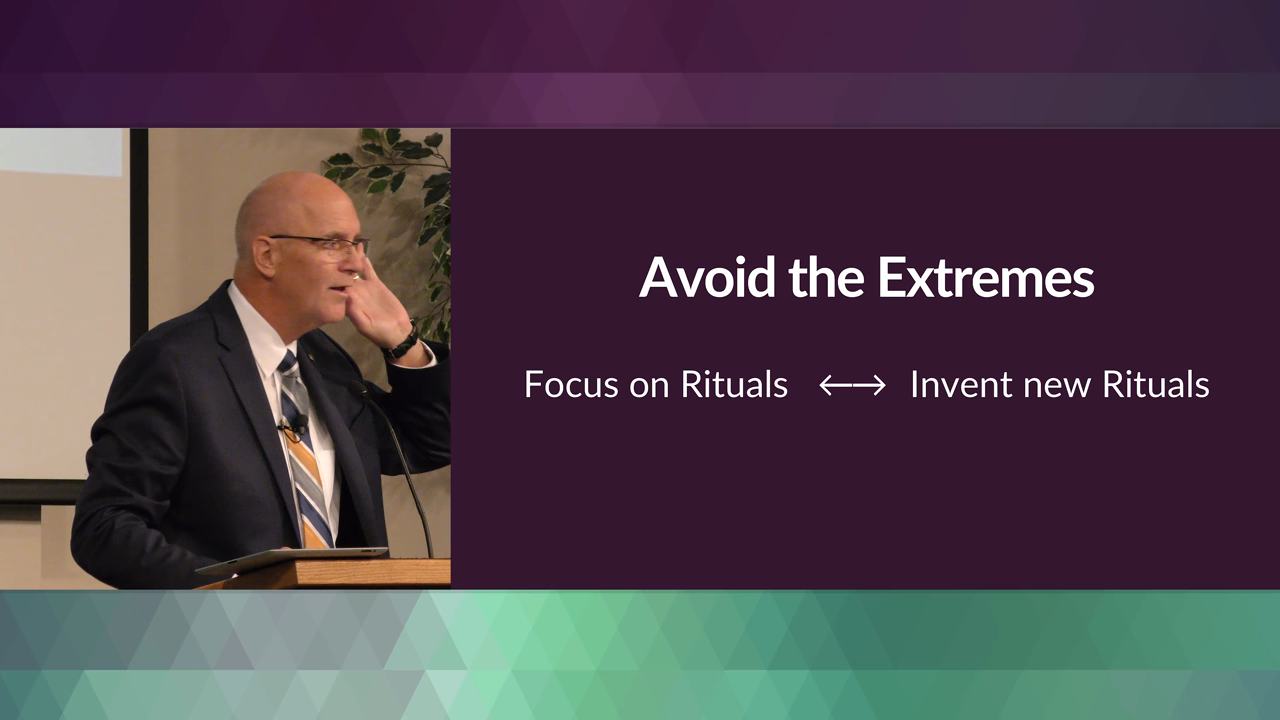 Avoid the Extremes
Focus on Rituals ⟷ Invent new Rituals